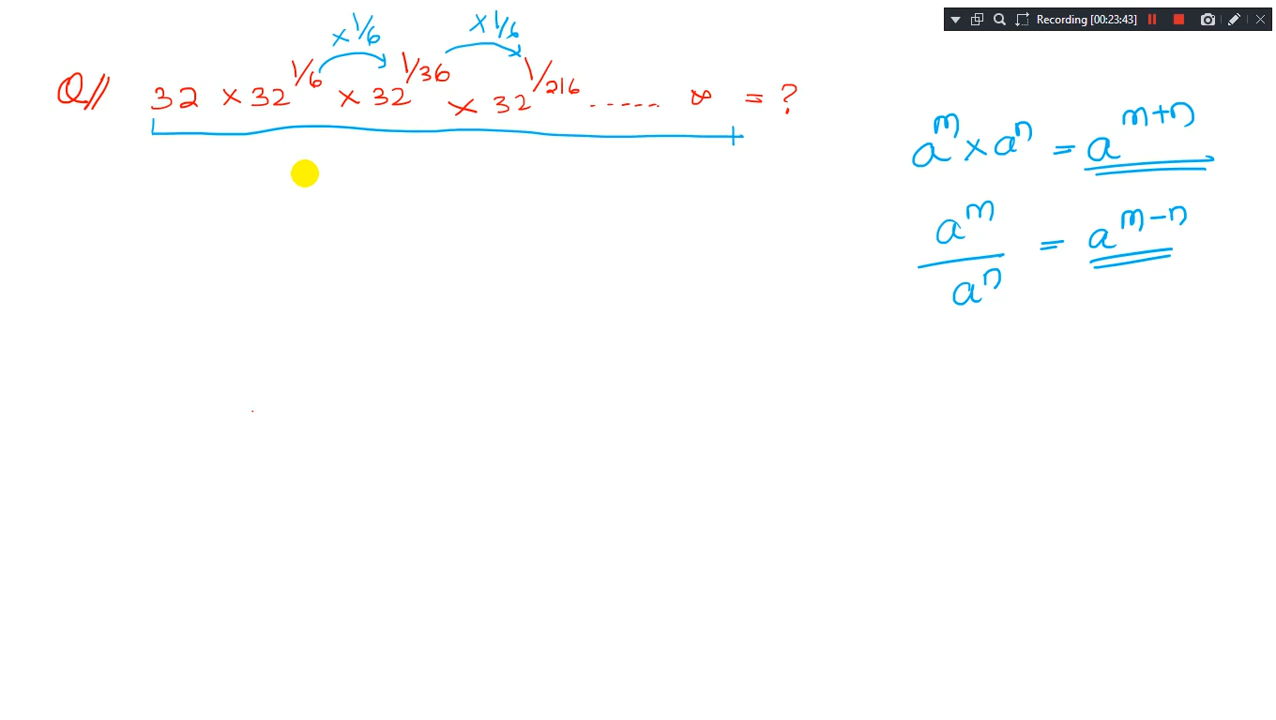 Recording [00:23:43]
×1/6 ×1/6
Q// 32 × 32^1/6 × 32^1/36 × 32^1/216 ..... ∞ = ?
a^m × a^n = a^m+n
a^m / a^n = a^m-n